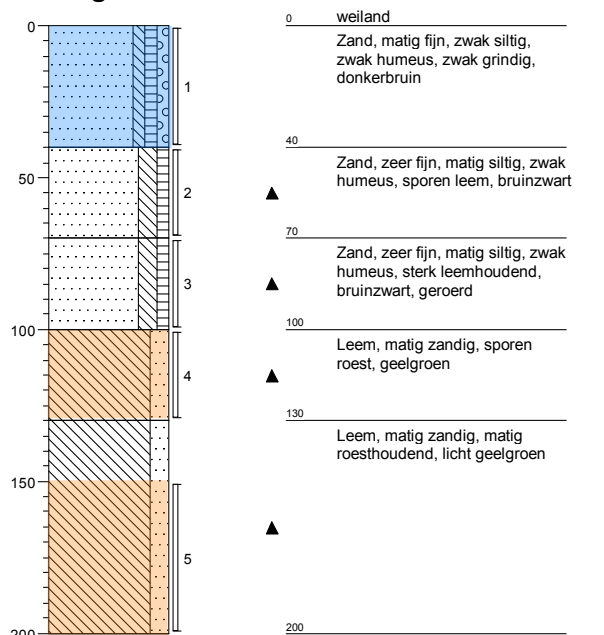 0
50
100
150
200
1
2
3
4
5
0
weiland
Zand, matig fijn, zwak siltig,
zwak humeus, zwak grindig,
donkerbruin
40
Zand, zeer fijn, matig siltig, zwak
humeus, sporen leem, bruinzwart
70
Zand, zeer fijn, matig siltig, zwak
humeus, sterk leemhoudend,
bruinzwart, geroerd
100
Leem, matig zandig, sporen
roest, geelgroen
130
Leem, matig zandig, matig
roesthoudend, licht geelgroen
200